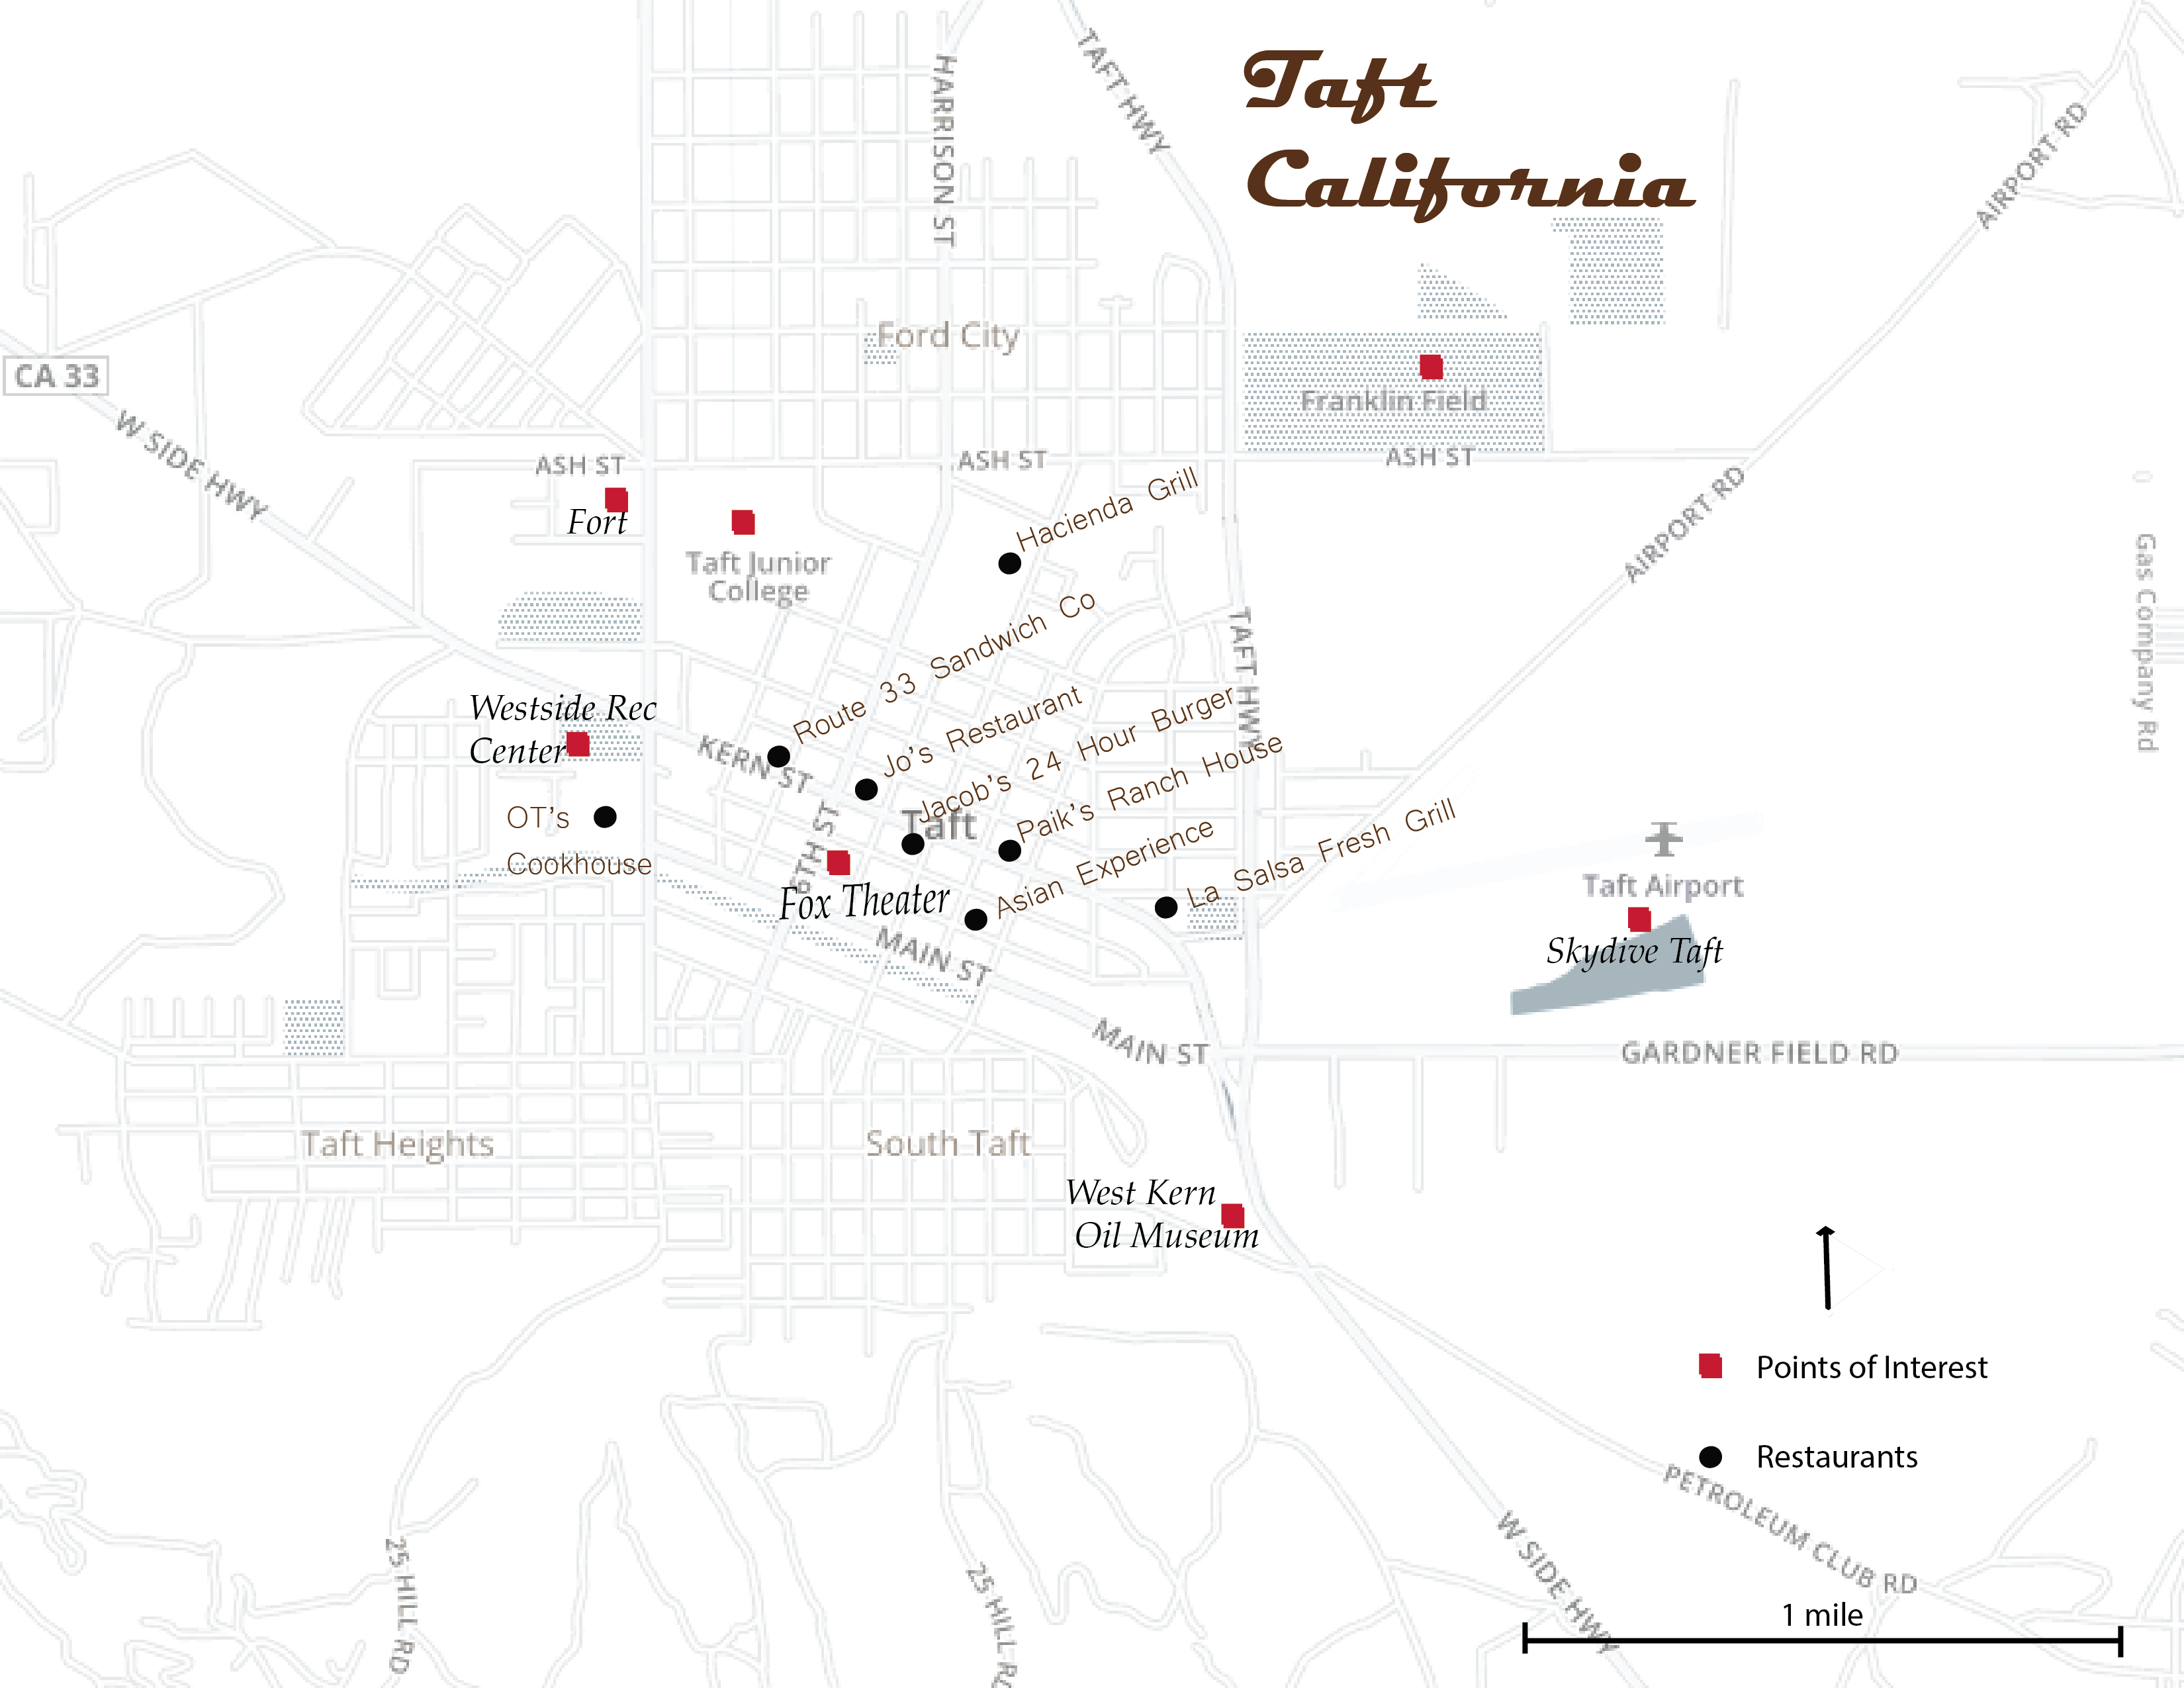 Taft
California
HARRISON ST
TAFT HWY
AIRPORT RD
Ford City
CA 33
Franklin Field
W SIDE HWY
ASH ST
ASH ST
ASH ST
Fort
Hacienda Grill
AIRPORT RD
Taft Junior
College
Gas Company Rd
Route 33 Sandwich Co
TAFT HWY
Westside Rec
Center
KERN ST
Jo's Restaurant
Jacob's 24 Hour Burger
Paik's Ranch House
OT's
Cookhouse
6TH ST
Taft
Asian Experience
La Salsa Fresh Grill
Fox Theater
Taft Airport
Skydive Taft
MAIN ST
MAIN ST
GARDNER FIELD RD
Taft Heights
South Taft
West Kern
Oil Museum
Points of Interest
Restaurants
PETROLEUM CLUB RD
W SIDE HWY
25 HILL RD
25 HILL RD
1 mile